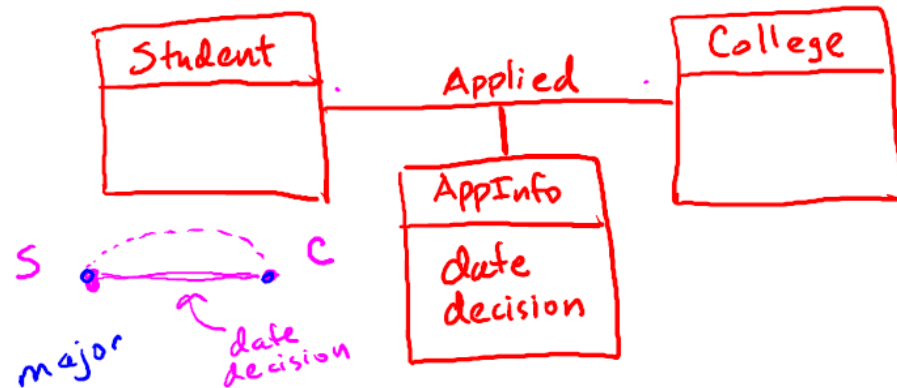 Student
College
Applied
AppInfo
date
decision
S
C
date
decision
major